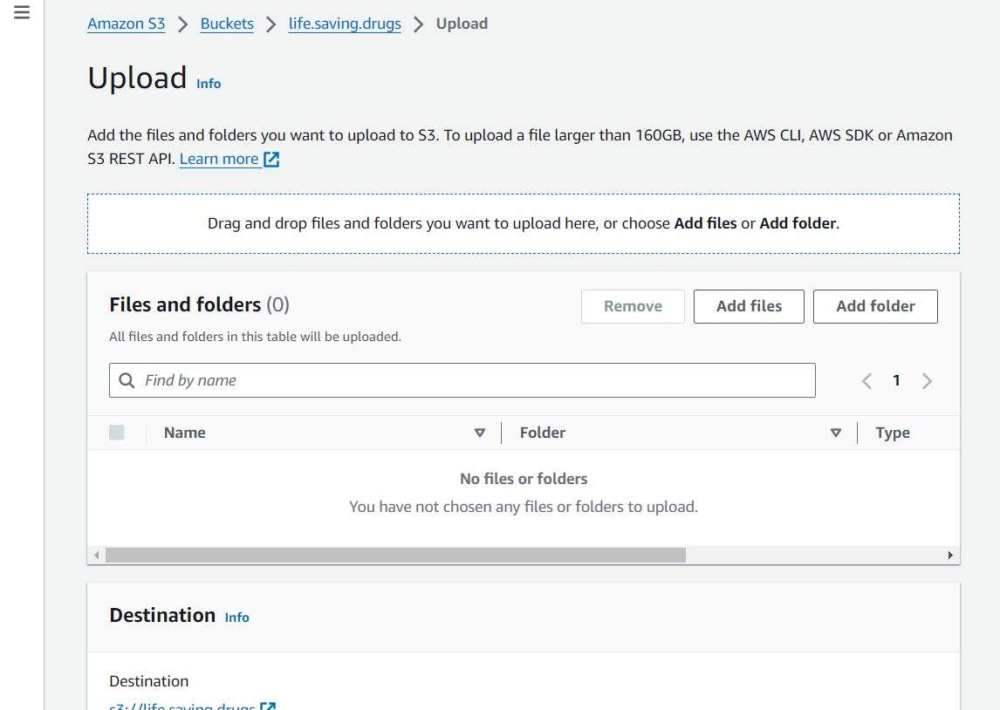 Amazon S3 > Buckets > life.saving.drugs > Upload
Upload Info
Add the files and folders you want to upload to S3. To upload a file larger than 160GB, use the AWS CLI, AWS SDK or Amazon
S3 REST API. Learn more
Drag and drop files and folders you want to upload here, or choose Add files or Add folder.
Files and folders (0)
Remove
Add files
Add folder
All files and folders in this table will be uploaded.
Find by name
1
Name
Folder
Type
No files or folders
You have not chosen any files or folders to upload.
Destination Info
Destination
s3://life.saving.drugs